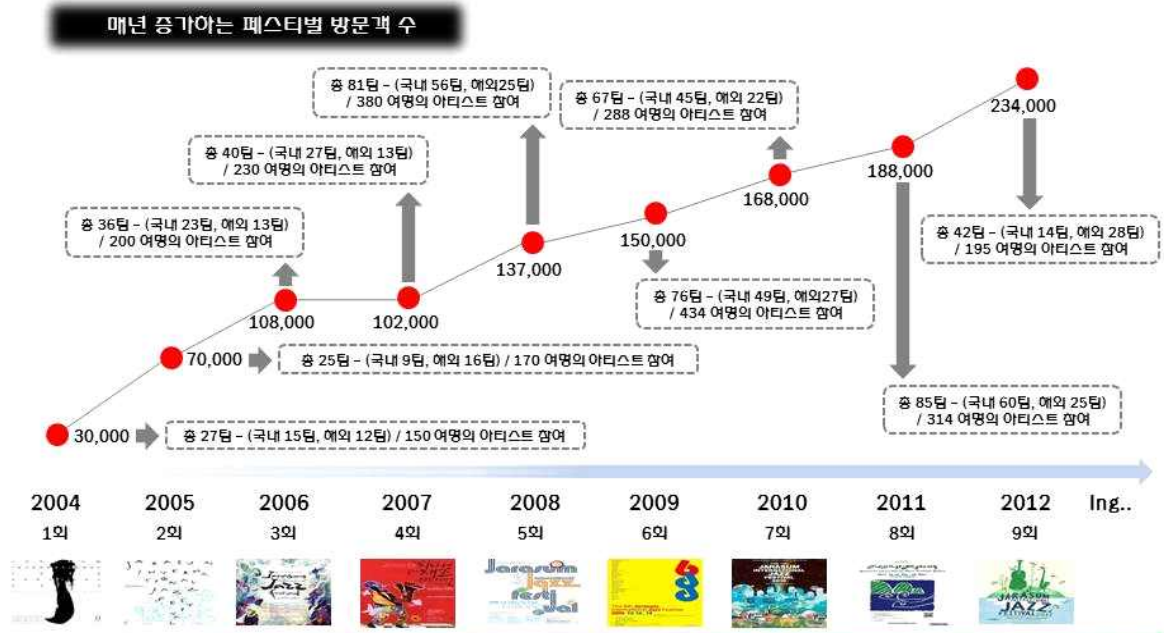 매년 증가하는 페스티벌 방문객 수
총 81팀 – (국내 56팀, 해외25팀)
/ 380 여명의 아티스트 참여
총 67팀 – (국내 45팀, 해외 22팀)
/ 288 여명의 아티스트 참여
234,000
총 40팀 – (국내 27팀, 해외 13팀)
/ 230 여명의 아티스트 참여
188,000
168,000
총 36팀 – (국내 23팀, 해외 13팀)
/ 200 여명의 아티스트 참여
총 42팀 – (국내 14팀, 해외 28팀)
/ 195 여명의 아티스트 참여
150,000
137,000
총 76팀 – (국내 49팀, 해외27팀)
/ 434 여명의 아티스트 참여
108,000
102,000
70,000
총 25팀 – (국내 9팀, 해외 16팀) / 170 여명의 아티스트 참여
총 85팀 – (국내 60팀, 해외 25팀)
/ 314 여명의 아티스트 참여
30,000
총 27팀 – (국내 15팀, 해외 12팀) / 150 여명의 아티스트 참여
2004 2005 2006 2007 2008 2009 2010 2011 2012 Ing..
1회 2회 3회 4회 5회 6회 7회 8회 9회
Jarasum
Jazz
Jarasum
jazz
festival
JARASUM
INTERNATIONAL
JAZZ
FESTIVAL
JARASUM
JAZZ